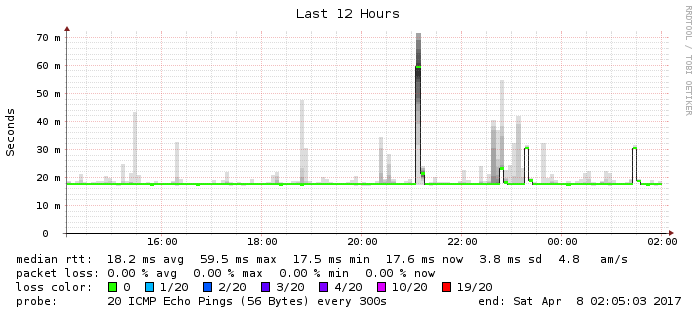 Last 12 Hours
RRDTOOL / TOBI OETIKER
Seconds
70 m
60 m
50 m
40 m
30 m
20 m
10 m
0
16:00 18:00 20:00 22:00 00:00 02:00
median rtt: 18.2 ms avg 59.5 ms max 17.5 ms min 17.6 ms now 3.8 ms sd 4.8 am/s
packet loss: 0.00 % avg 0.00 % max 0.00 % min 0.00 % now
loss color: 0 1/20 2/20 3/20 4/20 10/20 19/20
probe: 20 ICMP Echo Pings (56 Bytes) every 300s end: Sat Apr 8 02:05:03 2017